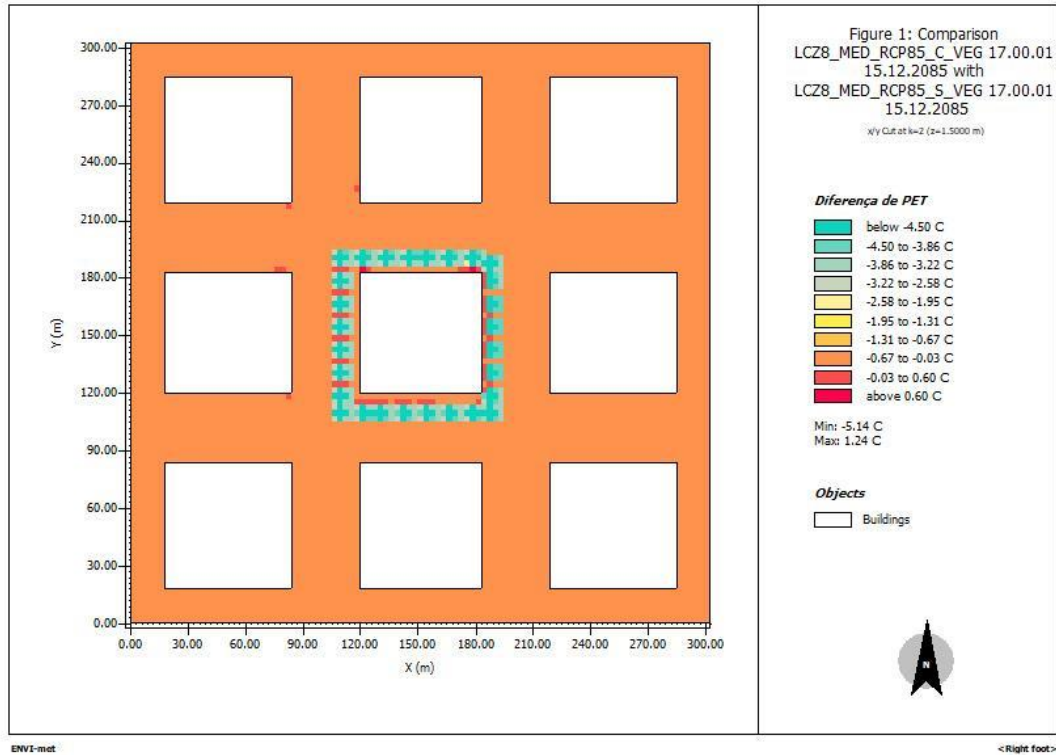 Figure 1: Comparison
LCZ8_MED_RCP85_C_VEG 17.00.01
15.12.2085 with
LCZ8_MED_RCP85_S_VEG 17.00.01
15.12.2085
x/y Cut at k=2 (z=1.5000 m)
Diferença de PET
below -4.50 C
-4.50 to -3.86 C
-3.86 to -3.22 C
-3.22 to -2.58 C
-2.58 to -1.95 C
-1.95 to -1.31 C
-1.31 to -0.67 C
-0.67 to -0.03 C
-0.03 to 0.60 C
above 0.60 C
Min: -5.14 C
Max: 1.24 C
Objects
Buildings
N
300.00
270.00
240.00
210.00
180.00
150.00
120.00
90.00
60.00
30.00
0.00
Y (m)
0.00 30.00 60.00 90.00 120.00 150.00 180.00 210.00 240.00 270.00 300.00
X (m)
ENVI-met
<Right foot>